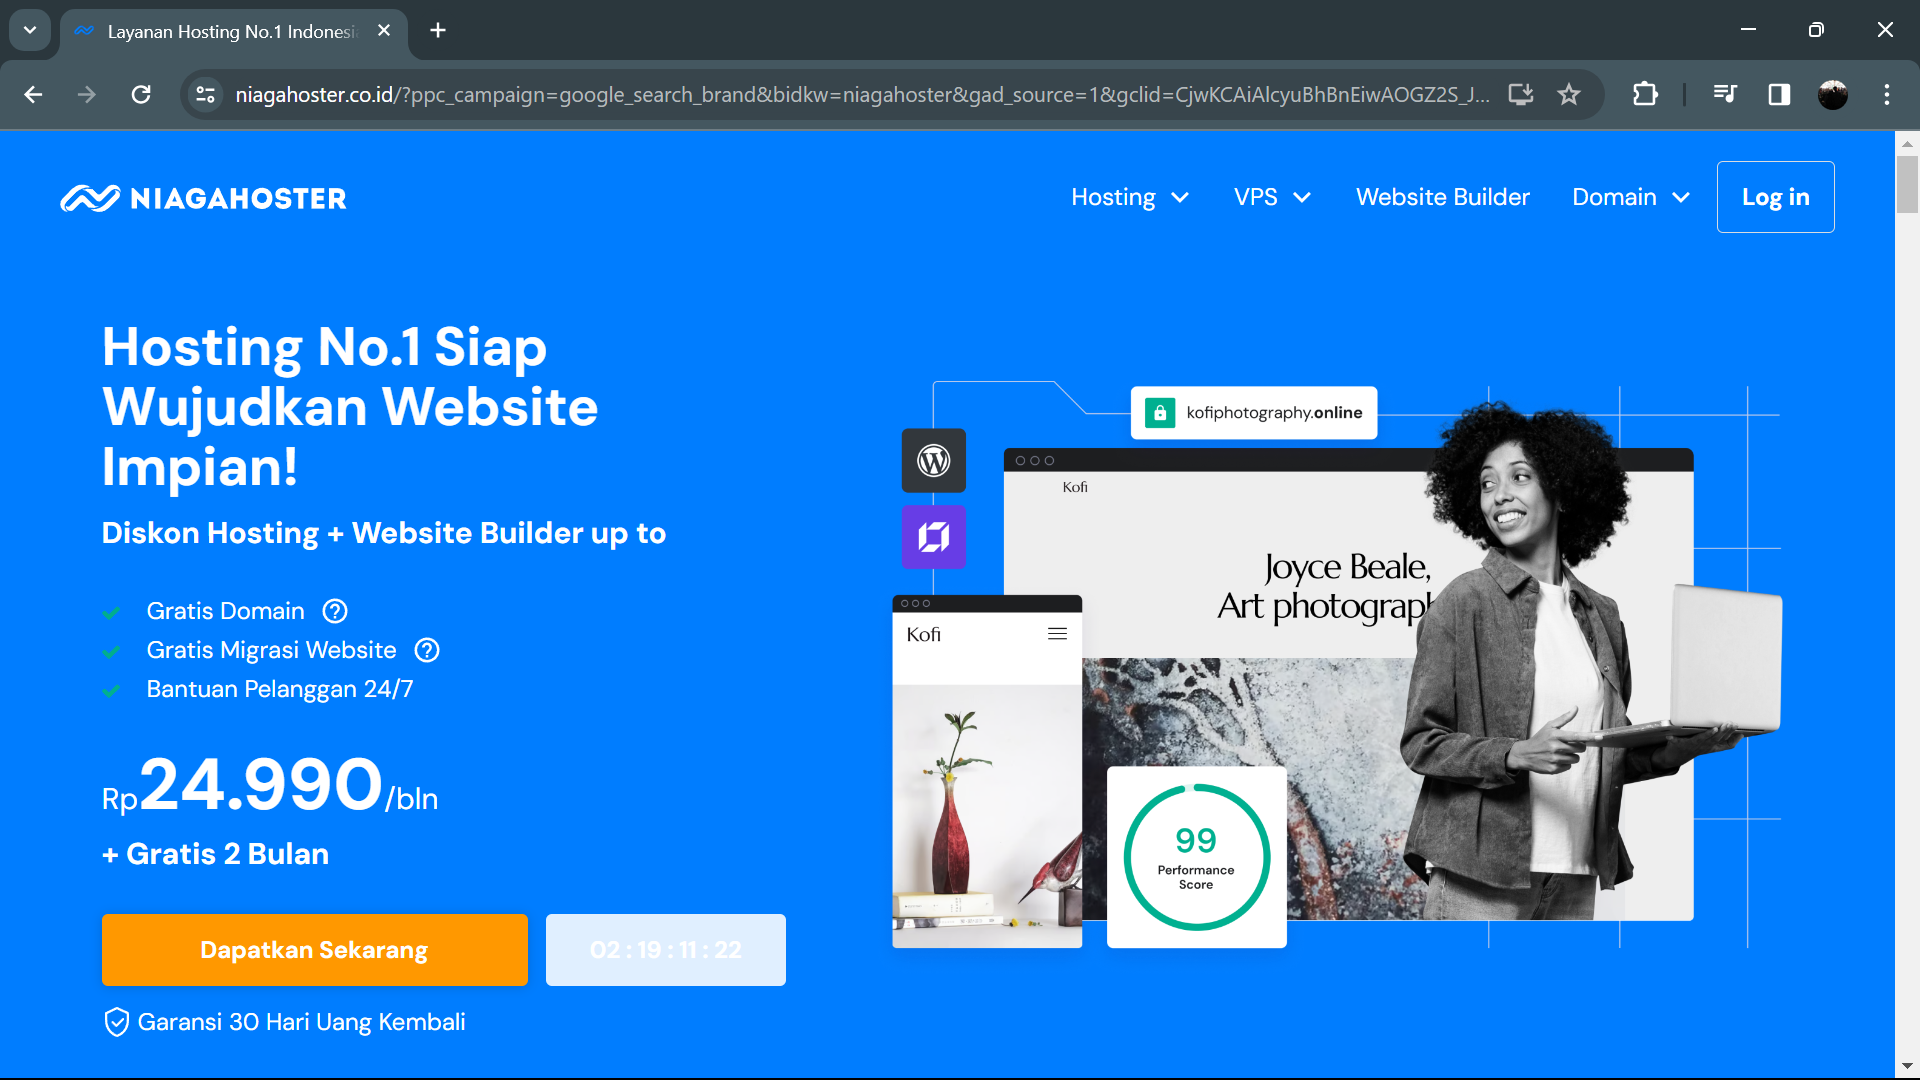 Layanan Hosting No.1 Indonesi
niagahoster.co.id/?ppc_campaign=google_search_brand&bidkw=niagahoster&gad_source=1&gclid=CjwKCAiAlcyuBhBnEiwAOGZ2S_J...
NIAGAHOSTER
Hosting
VPS
Website Builder
Domain
Log in
Hosting No.1 Siap
Wujudkan Website
Impian!
Diskon Hosting + Website Builder up to
Gratis Domain
Gratis Migrasi Website
Bantuan Pelanggan 24/7
Rp24.990/bln
+ Gratis 2 Bulan
Dapatkan Sekarang
02 : 19 : 11 : 22
Garansi 30 Hari Uang Kembali
kofiphotography.online
Kofi
Joyce Beale,
Art photograph
Kofi
99
Performance
Score